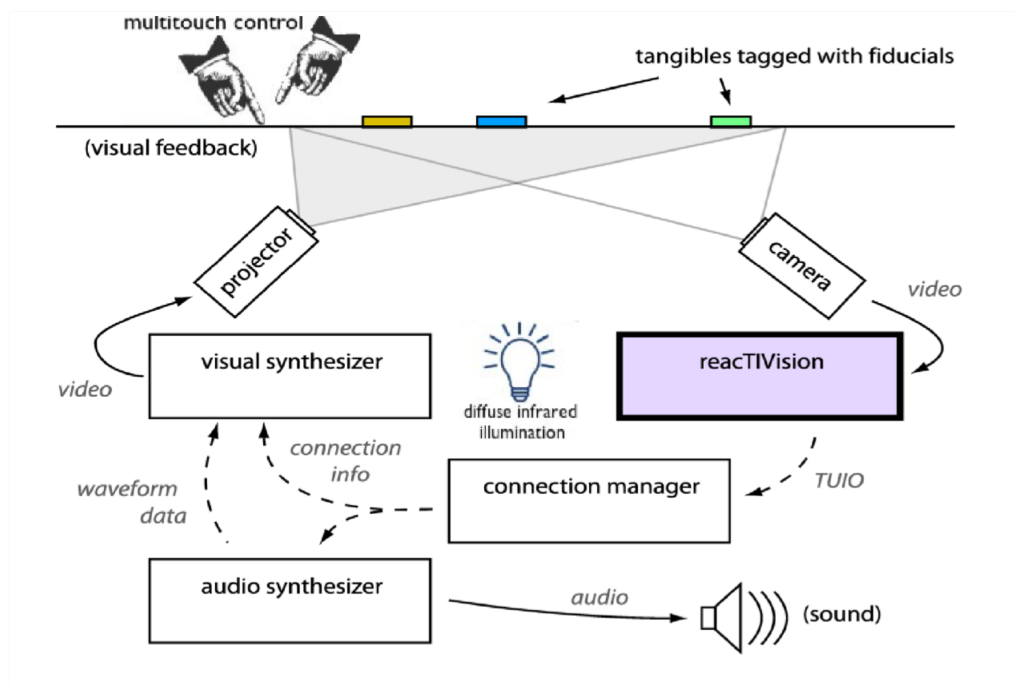 multitouch control
tangibles tagged with fiducials
(visual feedback)
projector
camera
video
visual synthesizer
reacTIVision
video
diffuse infrared
illumination
connection
info
connection manager
TUIO
waveform
data
audio synthesizer
audio
(sound)